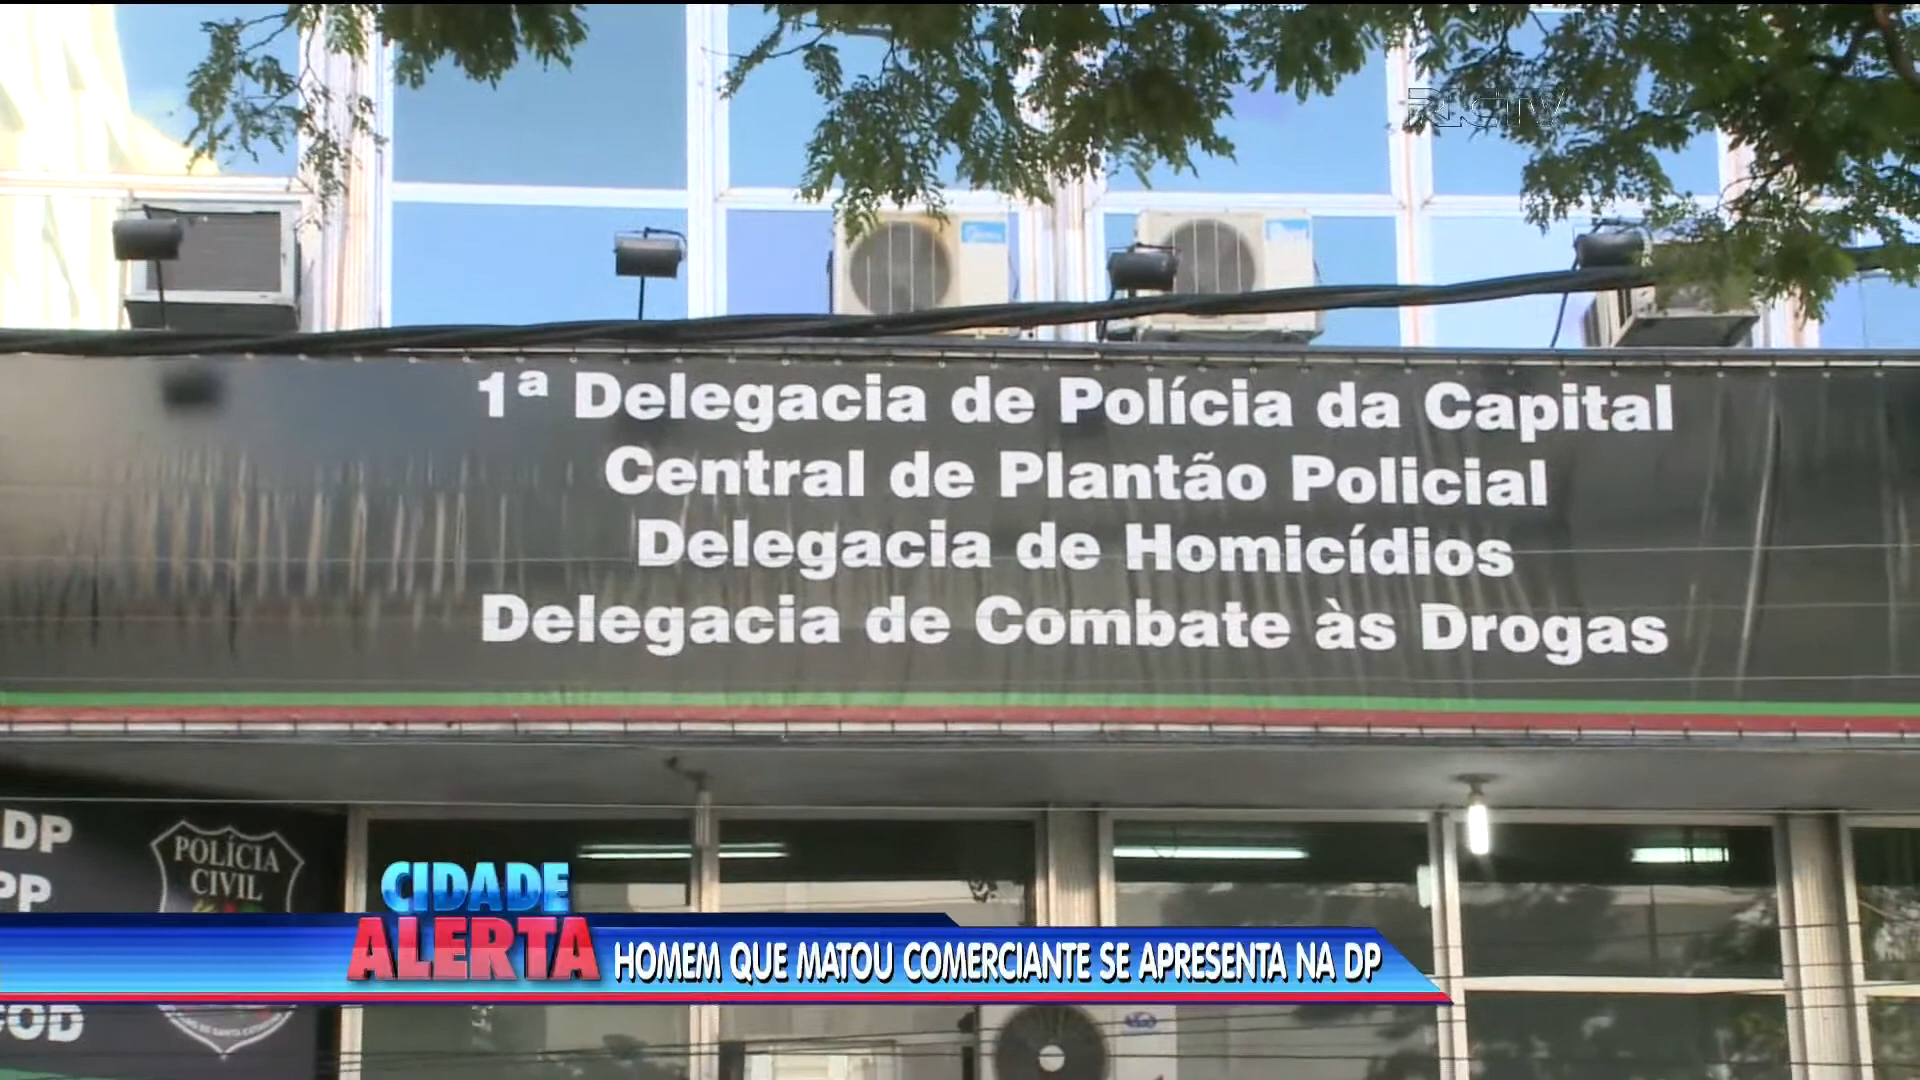 RICTV
1ª Delegacia de Polícia da Capital
Central de Plantão Policial
Delegacia de Homicídios
Delegacia de Combate às Drogas
DP
PP
POLÍCIA
CIVIL
CIDADE
ALERTA
HOMEM QUE MATOU COMERCIANTE SE APRESENTA NA DP
COD